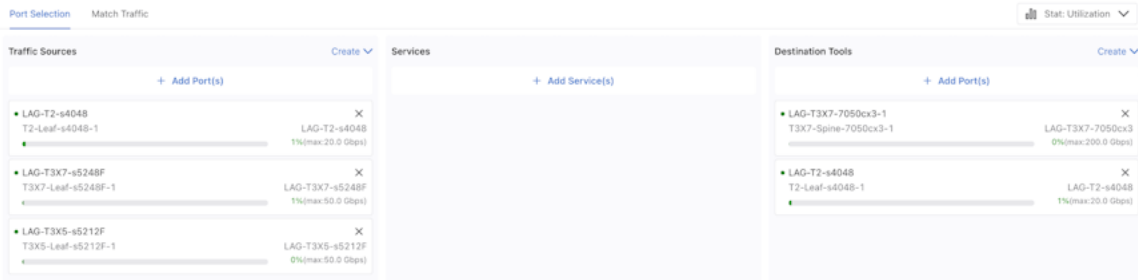 Port Selection Match Traffic Stat: Utilization
Traffic Sources Create
+ Add Port(s)
LAG-T2-s4048
T2-Leaf-s4048-1 LAG-T2-s4048
1%(max:20.0 Gbps)
LAG-T3X7-s5248F
T3X7-Leaf-s5248F-1 LAG-T3X7-s5248F
1%(max:50.0 Gbps)
LAG-T3X5-s5212F
T3X5-Leaf-s5212F-1 LAG-T3X5-s5212F
0%(max:50.0 Gbps)
Services
+ Add Service(s)
Destination Tools Create
+ Add Port(s)
LAG-T3X7-7050cx3-1
T3X7-Spine-7050cx3-1 LAG-T3X7-7050cx3
0%(max:200.0 Gbps)
LAG-T2-s4048
T2-Leaf-s4048-1 LAG-T2-s4048
1%(max:20.0 Gbps)